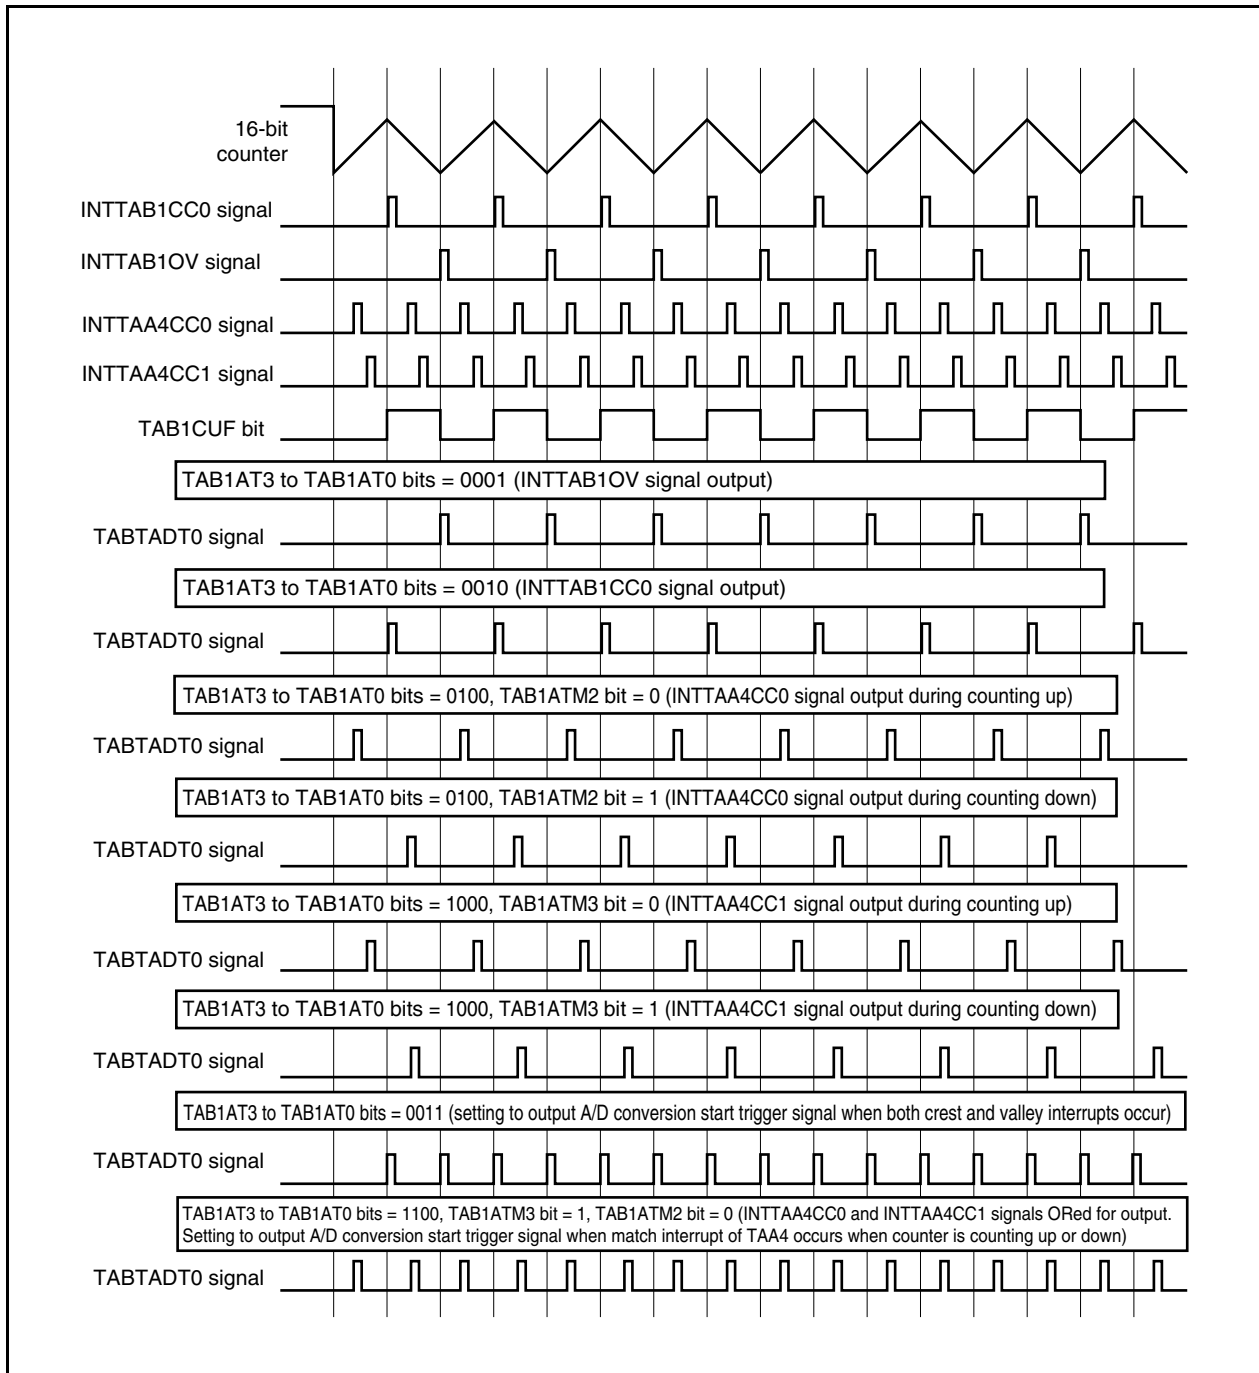 16-bit
counter
INTTAB1CC0 signal
INTTAB1OV signal
INTTAA4CC0 signal
INTTAA4CC1 signal
TAB1CUF bit
TAB1AT3 to TAB1AT0 bits = 0001 (INTTAB1OV signal output)
TABTADT0 signal
TAB1AT3 to TAB1AT0 bits = 0010 (INTTAB1CC0 signal output)
TABTADT0 signal
TAB1AT3 to TAB1AT0 bits = 0100, TAB1ATM2 bit = 0 (INTTAA4CC0 signal output during counting up)
TABTADT0 signal
TAB1AT3 to TAB1AT0 bits = 0100, TAB1ATM2 bit = 1 (INTTAA4CC0 signal output during counting down)
TABTADT0 signal
TAB1AT3 to TAB1AT0 bits = 1000, TAB1ATM3 bit = 0 (INTTAA4CC1 signal output during counting up)
TABTADT0 signal
TAB1AT3 to TAB1AT0 bits = 1000, TAB1ATM3 bit = 1 (INTTAA4CC1 signal output during counting down)
TABTADT0 signal
TAB1AT3 to TAB1AT0 bits = 0011 (setting to output A/D conversion start trigger signal when both crest and valley interrupts occur)
TABTADT0 signal
TAB1AT3 to TAB1AT0 bits = 1100, TAB1ATM3 bit = 1, TAB1ATM2 bit = 0 (INTTAA4CC0 and INTTAA4CC1 signals ORed for output.
Setting to output A/D conversion start trigger signal when match interrupt of TAA4 occurs when counter is counting up or down)
TABTADT0 signal